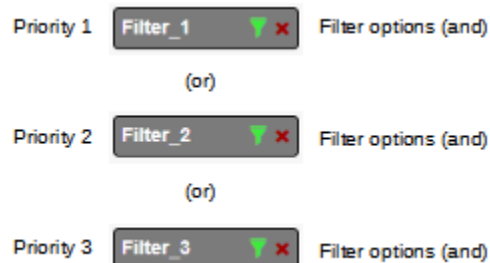 Priority 1 Filter_1 Filter options (and)
(or)
Priority 2 Filter_2 Filter options (and)
(or)
Priority 3 Filter_3 Filter options (and)